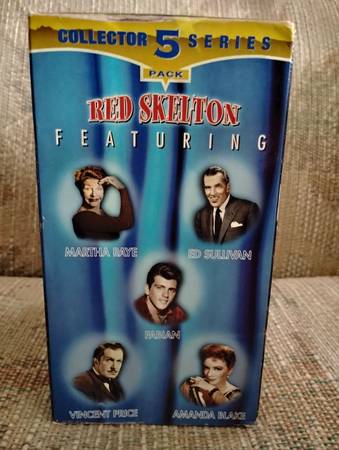 COLLECTOR 5 SERIES
PACK
RED SKELTON
FEATURING
MARTHA RAYE
ED SULLIVAN
FABIAN
VINCENT PRICE
AMANDA BLAKE